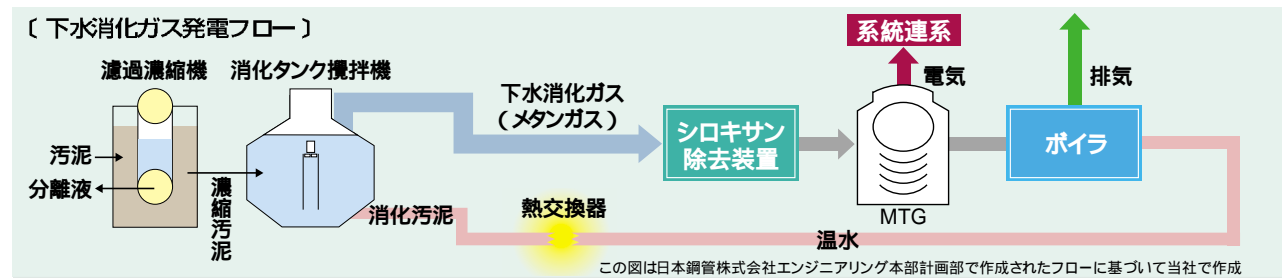 〔 下水消化ガス発電フロー 〕
濾過濃縮機
消化タンク攪拌機
汚泥
分離液
濃縮汚泥
下水消化ガス
（メタンガス）
シロキサン
除去装置
系統連系
電気
MTG
排気
ボイラ
消化汚泥
熱交換器
温水
この図は日本鋼管株式会社エンジニアリング本部計画部で作成されたフローに基づいて当社で作成